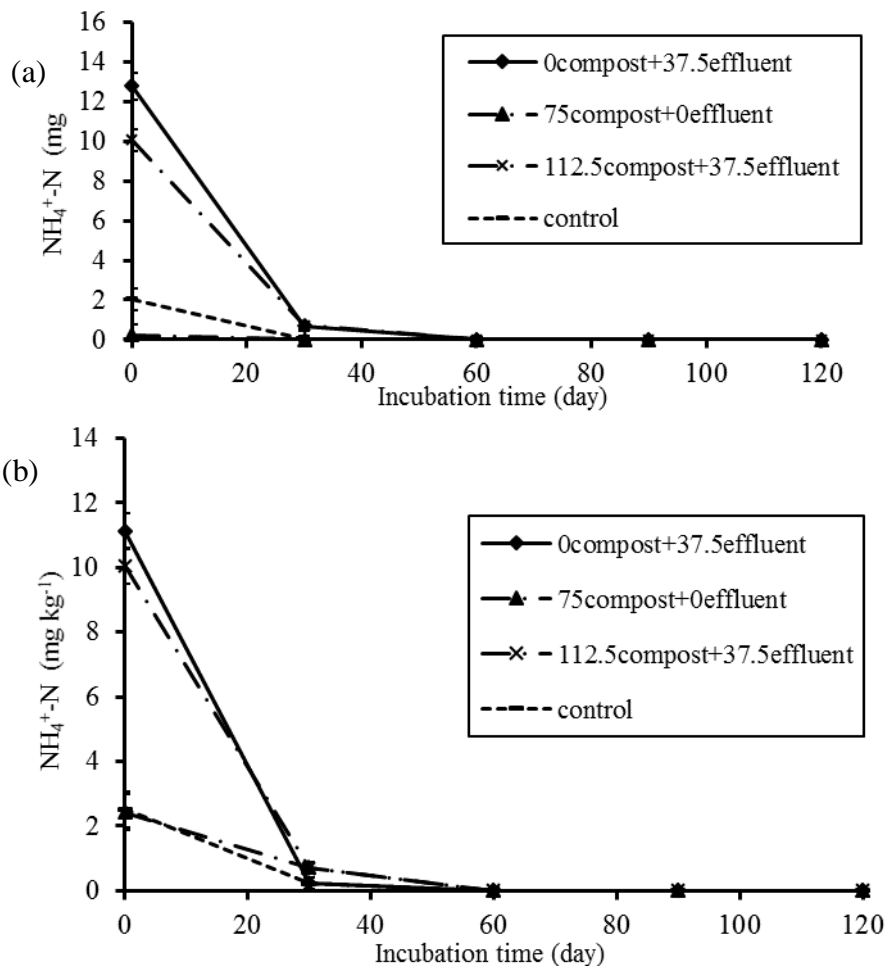 (a)
NH₄⁺-N (mg
16
14
12
10
8
6
4
2
0
0 20 40 60 80 100 120
Incubation time (day)
0compost+37.5effluent
75compost+0effluent
112.5compost+37.5effluent
control
(b)
NH₄⁺-N (mg kg⁻¹)
14
12
10
8
6
4
2
0
0 20 40 60 80 100 120
Incubation time (day)
0compost+37.5effluent
75compost+0effluent
112.5compost+37.5effluent
control